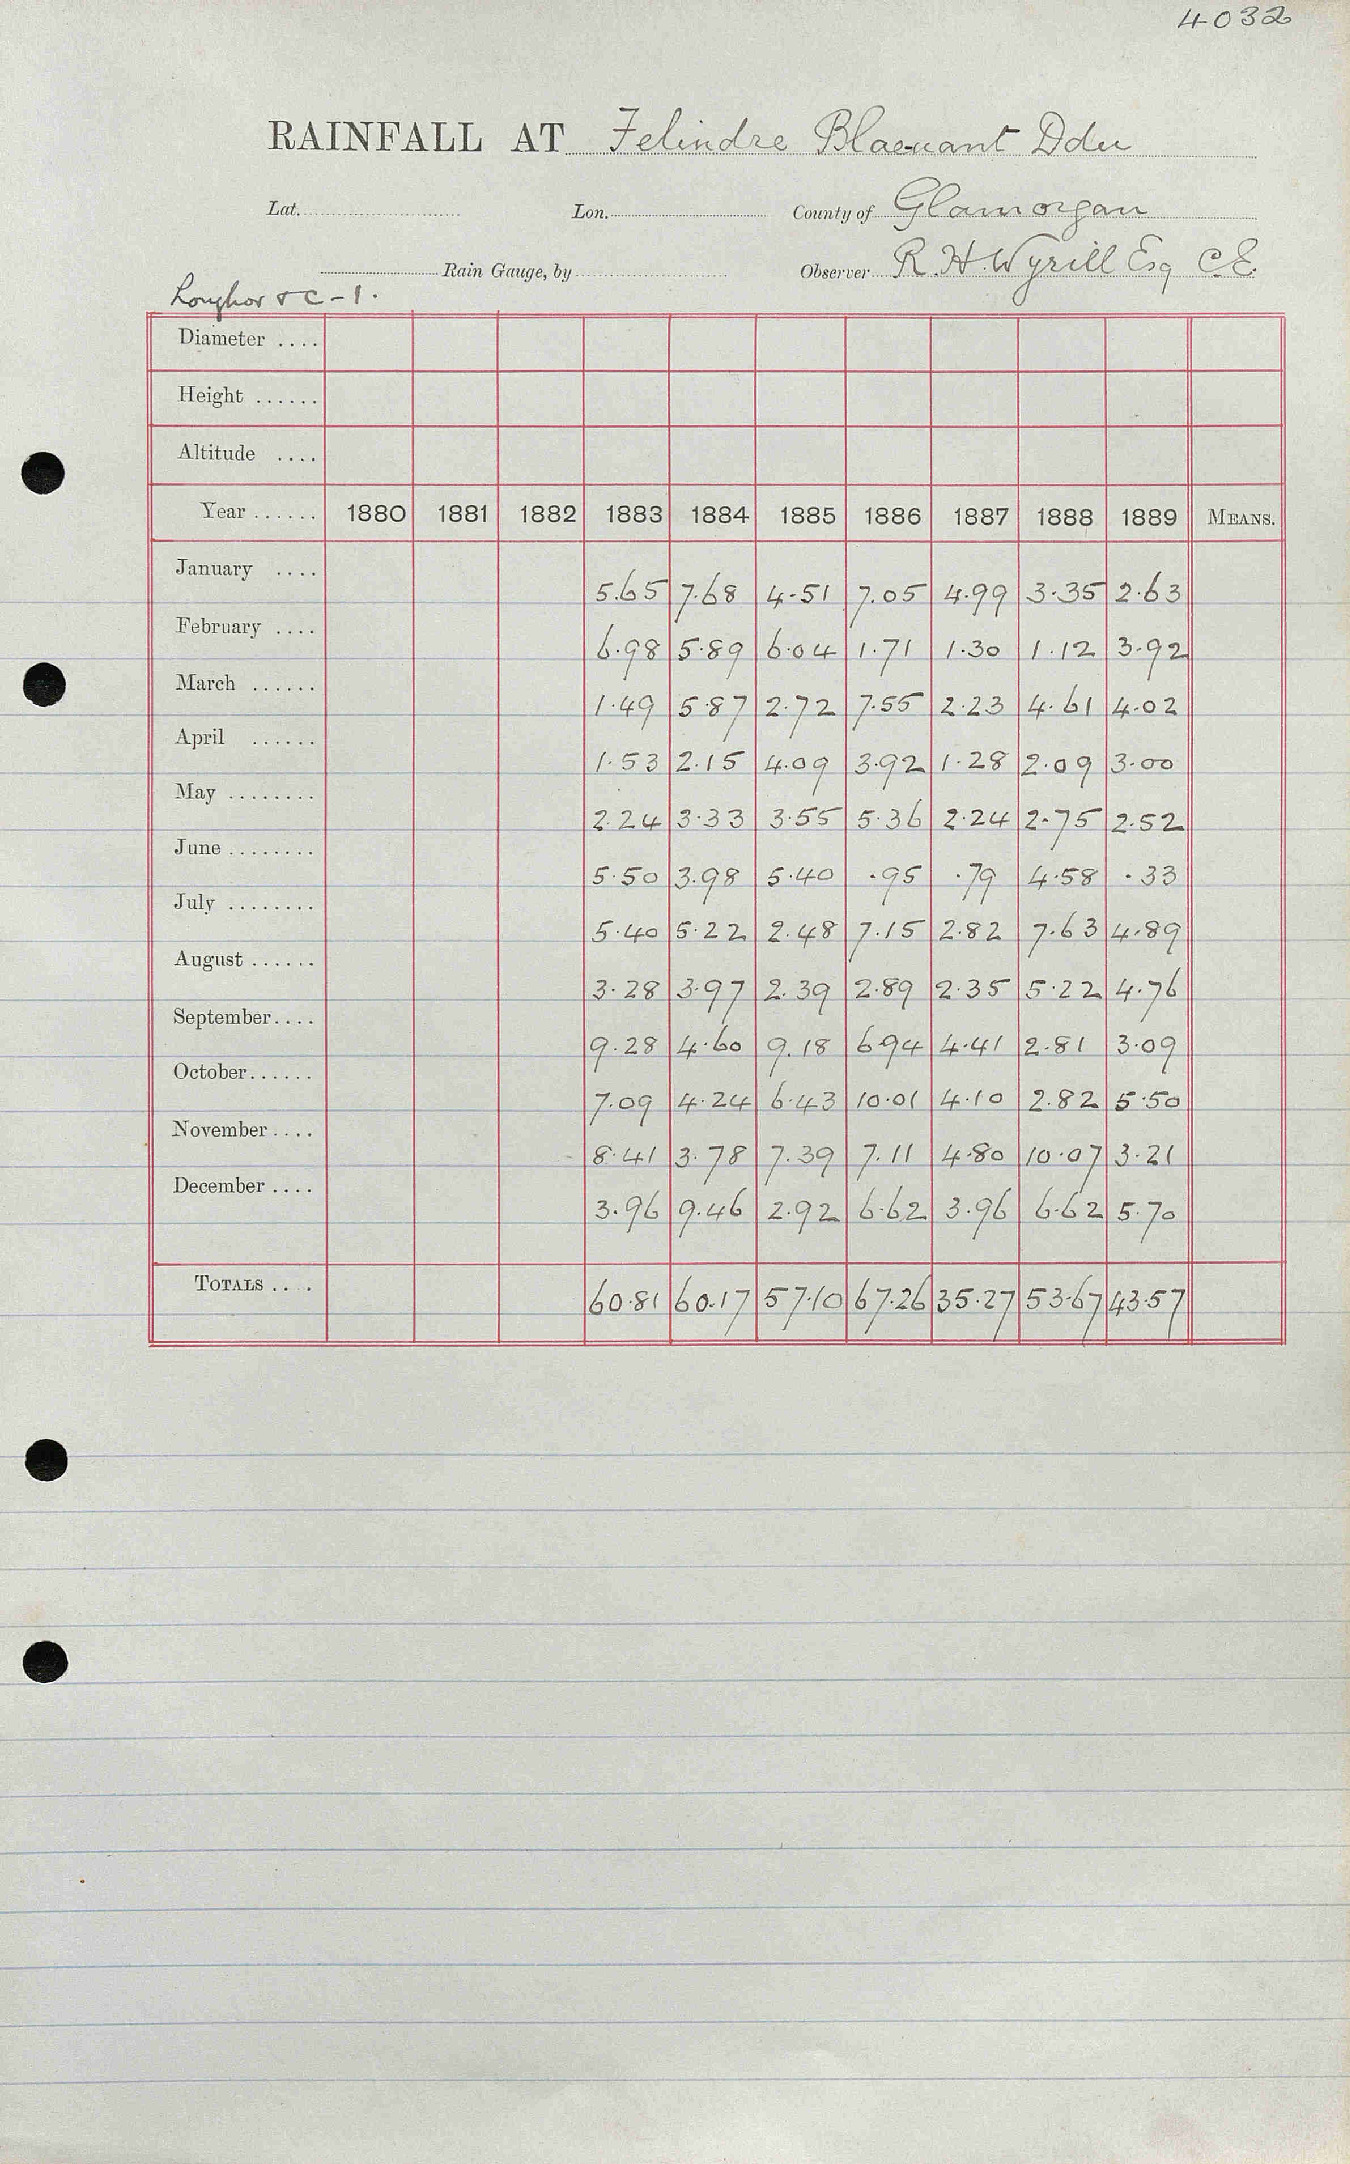 4032
RAINFALL AT Felindre Blaenant Ddu
Lat. Lon. County of Glamorgan
Rain Gauge, by Observer R.H. Wyrill Esq C.E.
Loughor & C - 1.
Diameter ....
Height ......
Altitude ....
Year ...... 1880 1881 1882 1883 1884 1885 1886 1887 1888 1889 MEANS.
January .... 5.65 7.68 4.51 7.05 4.99 3.35 2.63
February .... 6.98 5.89 6.04 1.71 1.30 1.12 3.92
March ...... 1.49 5.87 2.72 7.55 2.23 4.61 4.02
April ...... 1.53 2.15 4.09 3.92 1.28 2.09 3.00
May ........ 2.24 3.33 3.55 5.36 2.24 2.75 2.52
June ........ 5.50 3.98 5.40 .95 .79 4.58 .33
July ........ 5.40 5.22 2.48 7.15 2.82 7.63 4.89
August ...... 3.28 3.97 2.39 2.89 2.35 5.22 4.76
September.... 9.28 4.60 9.18 6.94 4.41 2.81 3.09
October...... 7.09 4.24 6.43 10.01 4.10 2.82 5.50
November.... 8.41 3.78 7.39 7.11 4.80 10.07 3.21
December .... 3.96 9.46 2.92 6.62 3.96 6.62 5.70
TOTALS .... 60.81 60.17 57.10 67.26 35.27 53.67 43.57